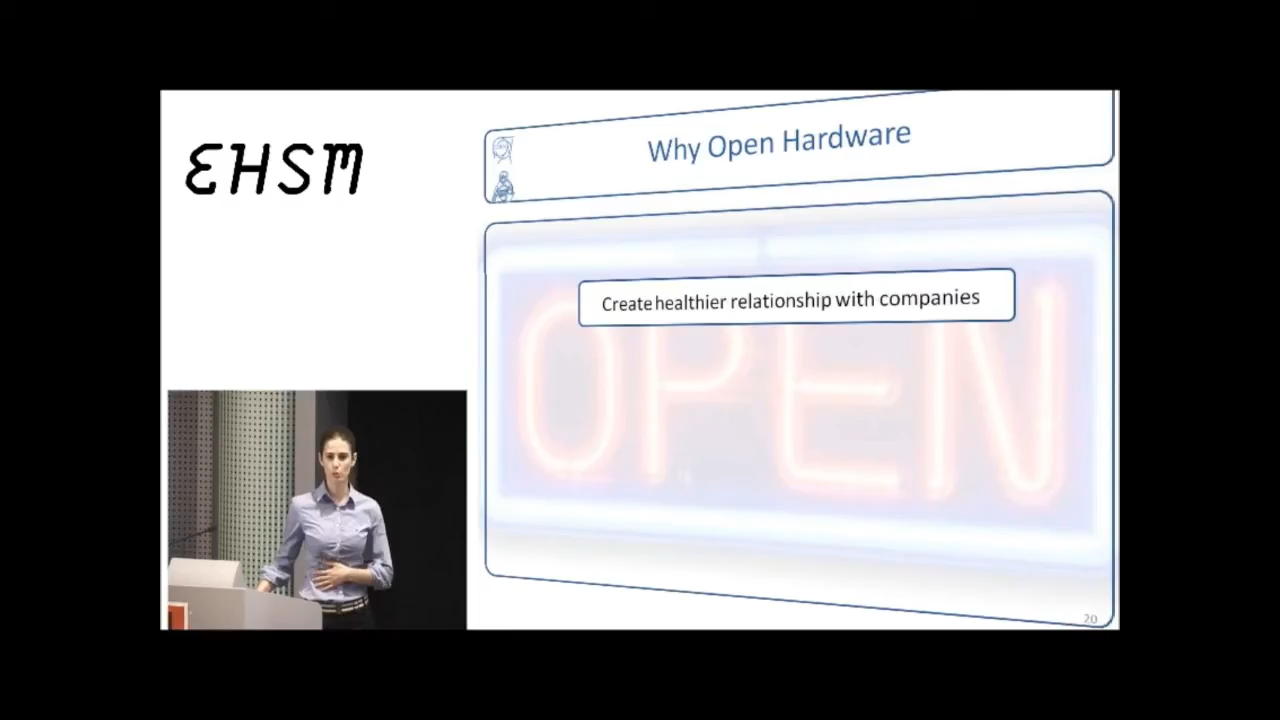 EHSM
Why Open Hardware
Create healthier relationship with companies
OPEN
20